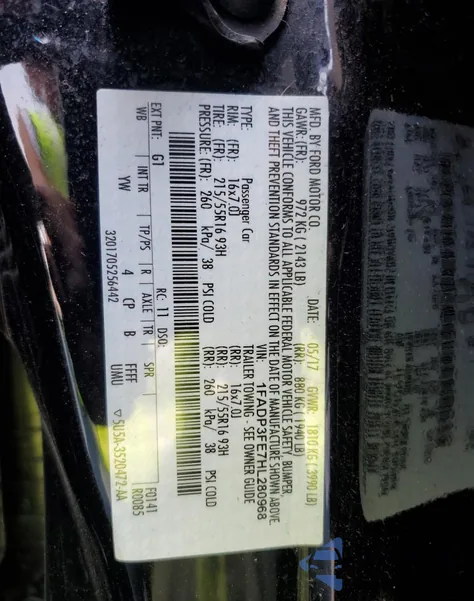 MFD. BY FORD MOTOR CO.
DATE: 05/17 GVWR: 1810 KG (3990 LB)
GAWR: (FR): 972 KG (2143 LB) (RR): 880 KG (1940 LB)
THIS VEHICLE CONFORMS TO ALL APPLICABLE FEDERAL MOTOR VEHICLE SAFETY, BUMPER,
AND THEFT PREVENTION STANDARDS IN EFFECT ON THE DATE OF MANUFACTURE SHOWN ABOVE.
VIN: 1FADP3FE7HL280968
TYPE: Passenger Car TRAILER TOWING - SEE OWNER GUIDE
RIM: (FR): 16x7.0J (RR): 16x7.0J
TIRE: (FR): 215/55R16 93H (RR): 215/55R16 93H
PRESSURE: (FR): 260 kPa/ 38 PSI COLD (RR): 260 kPa/ 38 PSI COLD
EXT PNT: G1 RC: 11 DSO: F0141
WB INT TR TP/PS R AXLE TR SPR R0085
YW 4 CP B FFFF UMU
3201705256442 5U5A-3520472-AA